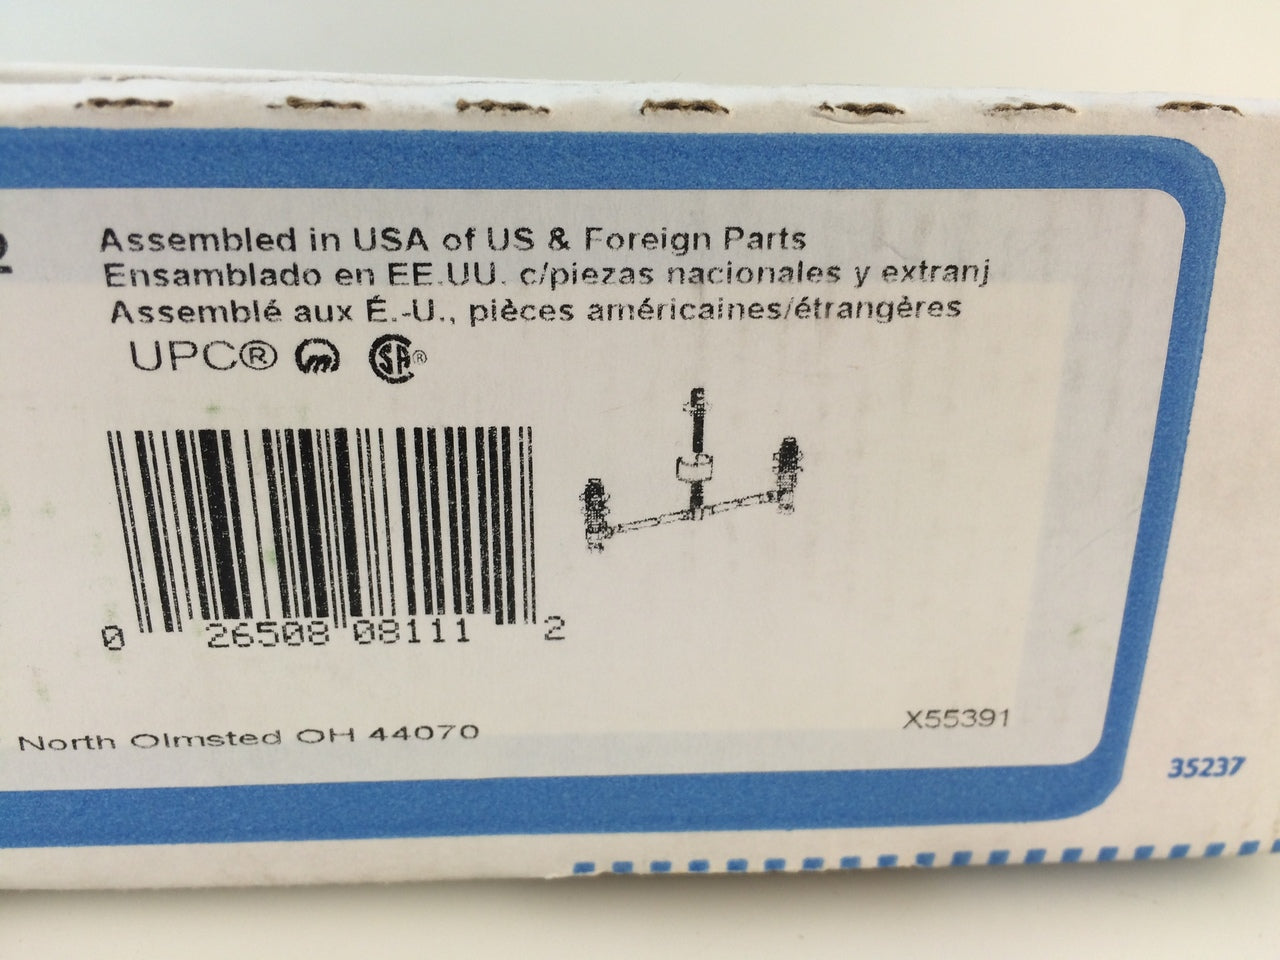 Assembled in USA of US & Foreign Parts
Ensamblado en EE.UU. c/piezas nacionales y extranj
Assemblé aux É.-U., pièces américaines/étrangères
UPC® SA®
0 26508 08111 2
North Olmsted OH 44070
X55391
35237